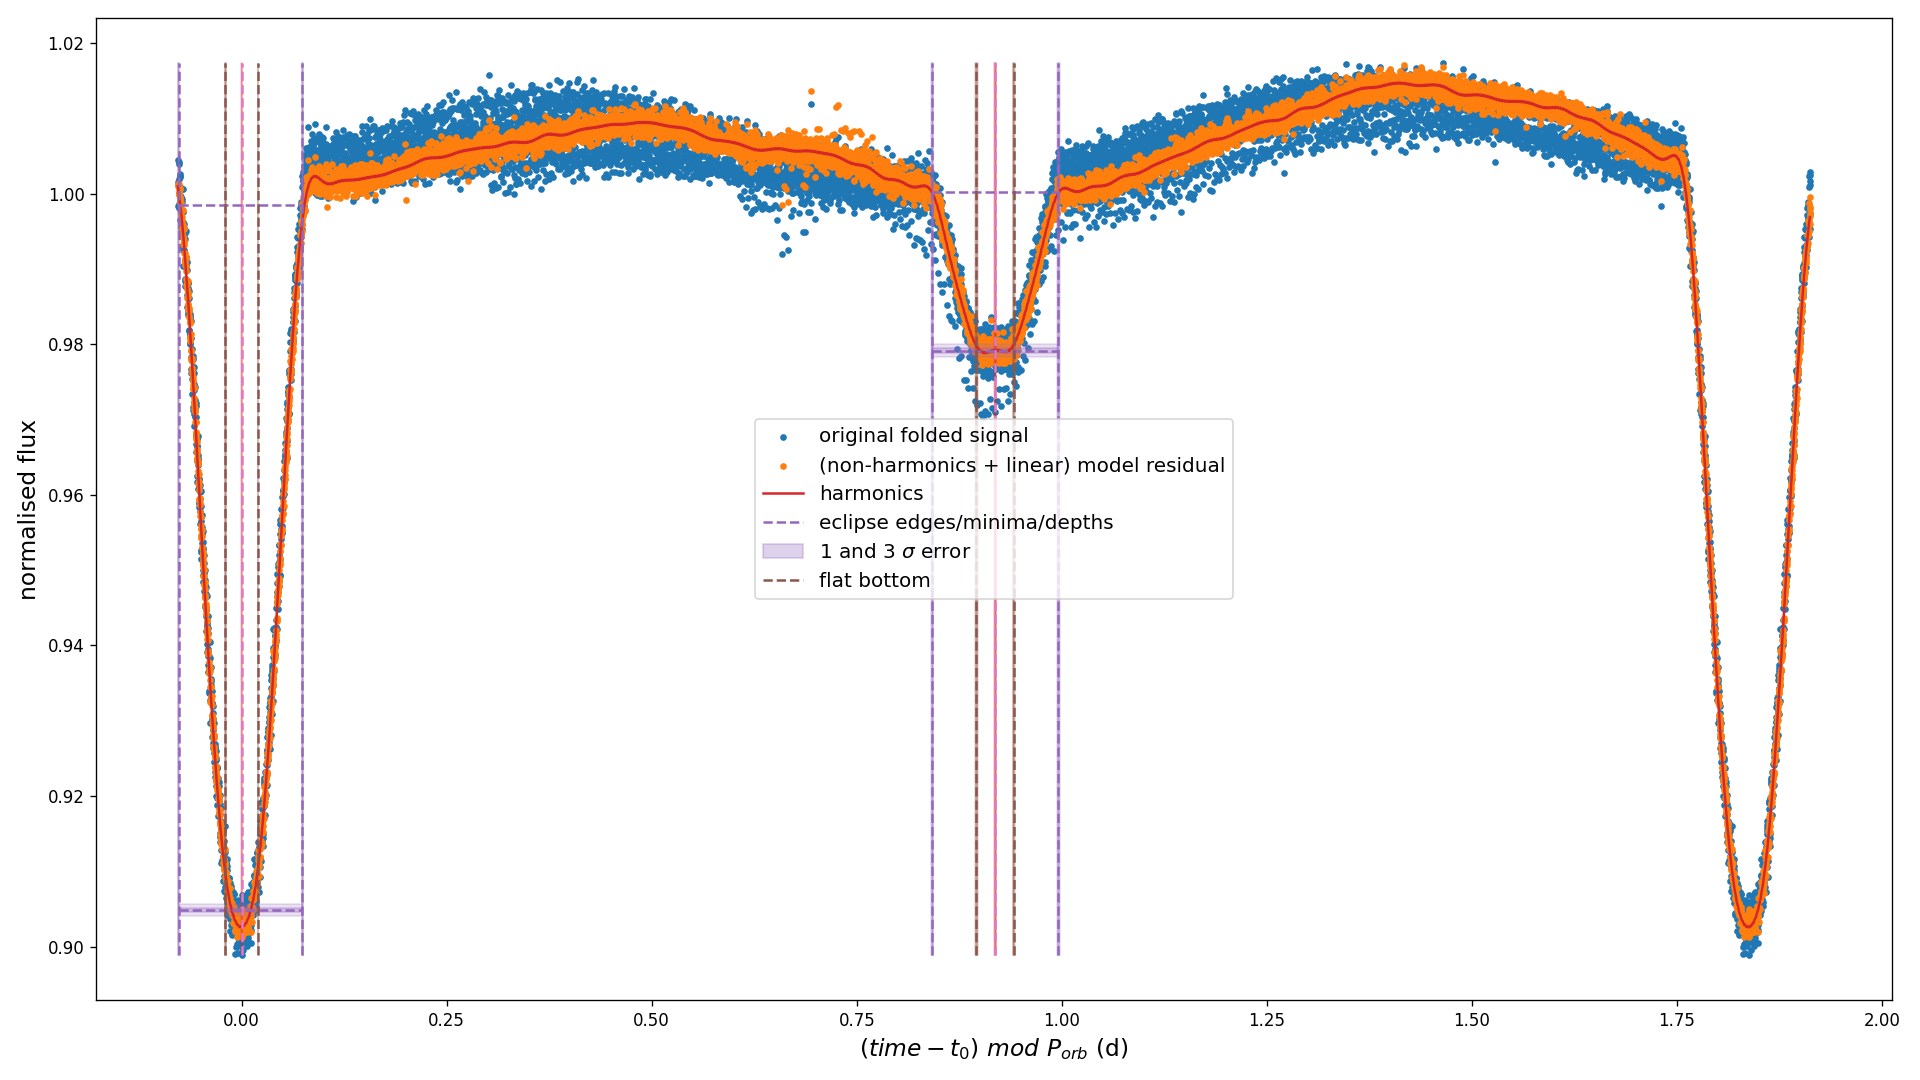 1.02
1.00
0.98
0.96
0.94
0.92
0.90
normalised flux
original folded signal
(non-harmonics + linear) model residual
harmonics
eclipse edges/minima/depths
1 and 3 σ error
flat bottom
0.00 0.25 0.50 0.75 1.00 1.25 1.50 1.75 2.00
(time − t₀) mod P_orb (d)